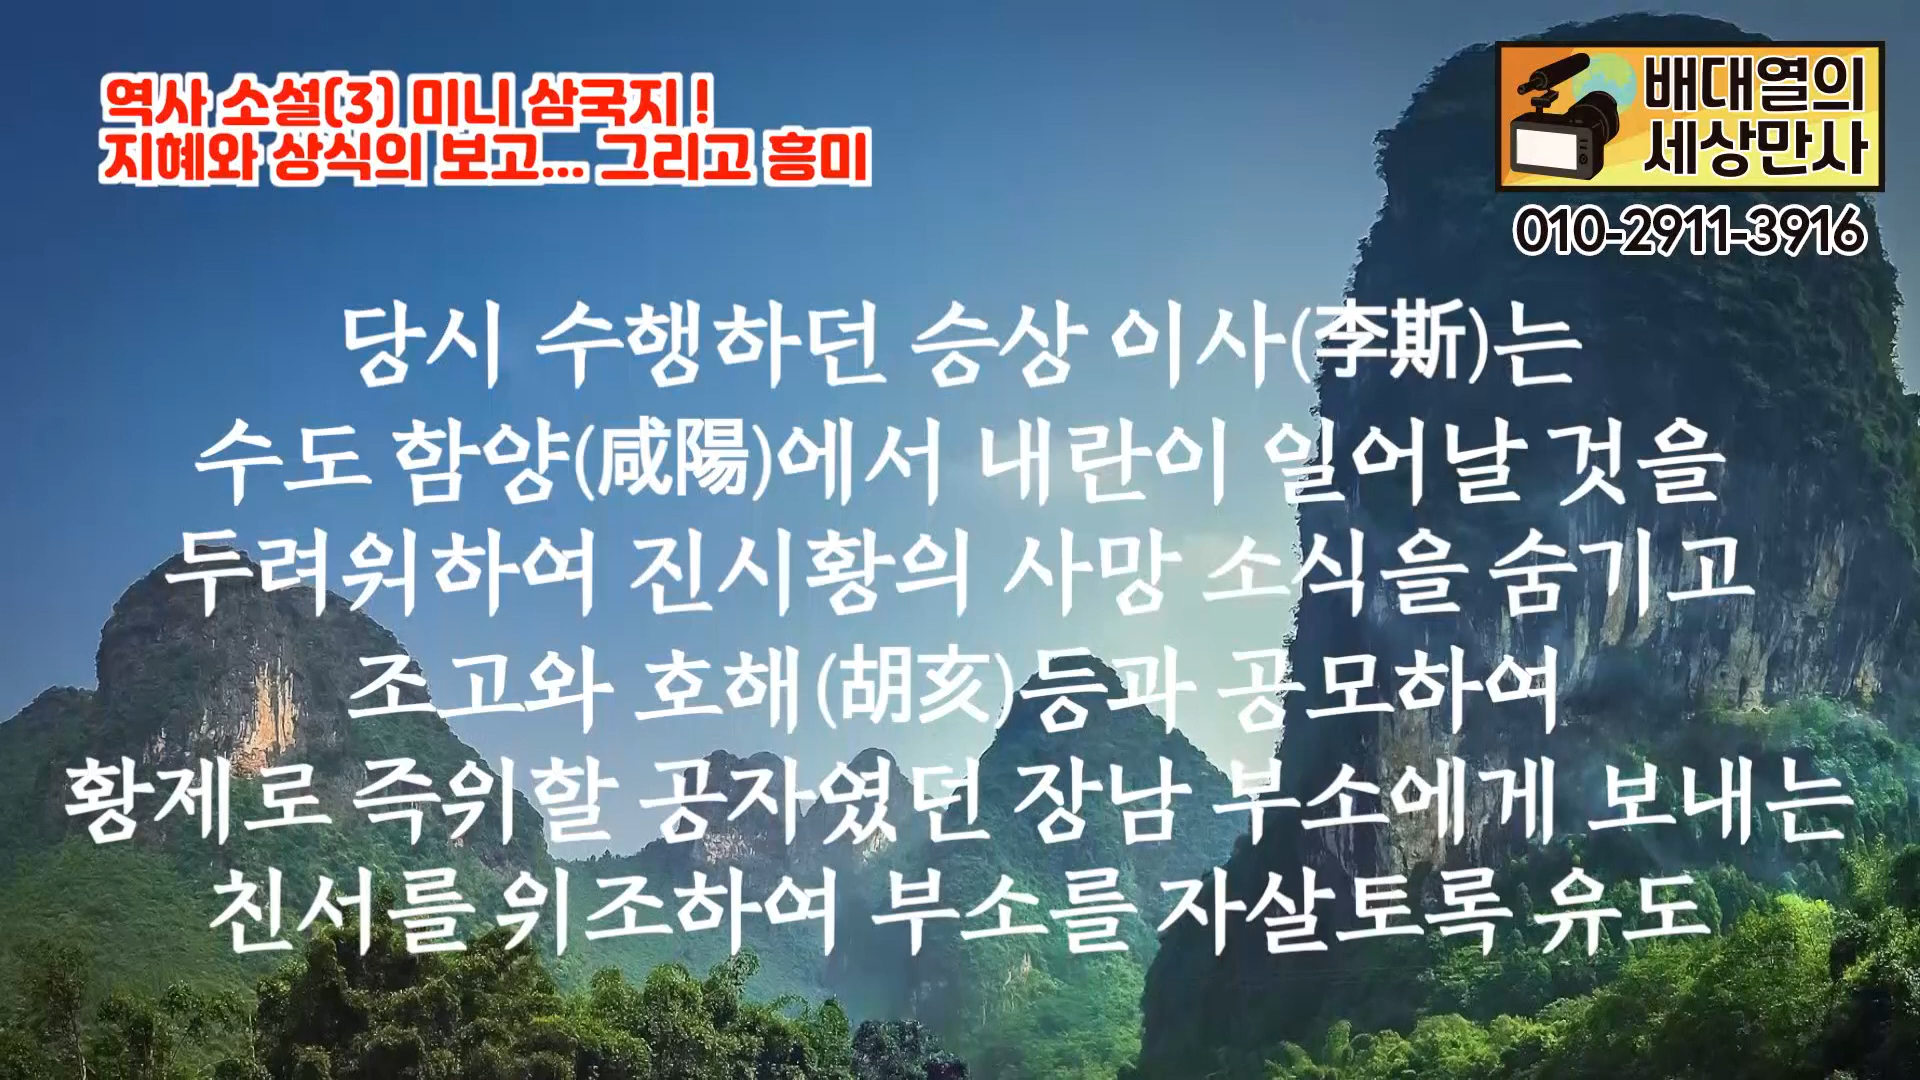 역사 소설(3) 미니 삼국지 !
지혜와 상식의 보고... 그리고 흥미
배대열의
세상만사
010-2911-3916
당시 수행하던 승상 이사(李斯)는
수도 함양(咸陽)에서 내란이 일어날 것을
두려워하여 진시황의 사망 소식을 숨기고
조고와 호해(胡亥)등과 공모하여
황제로 즉위할 공자였던 장남 부소에게 보내는
친서를 위조하여 부소를 자살토록 유도